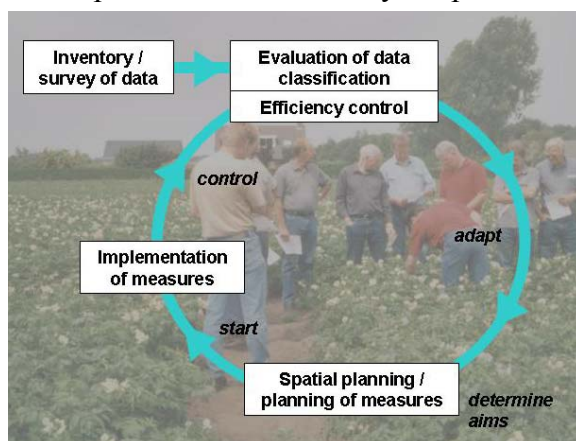 Inventory /
survey of data
Evaluation of data
classification
Efficiency control
control
adapt
Implementation
of measures
start
Spatial planning /
planning of measures
determine
aims